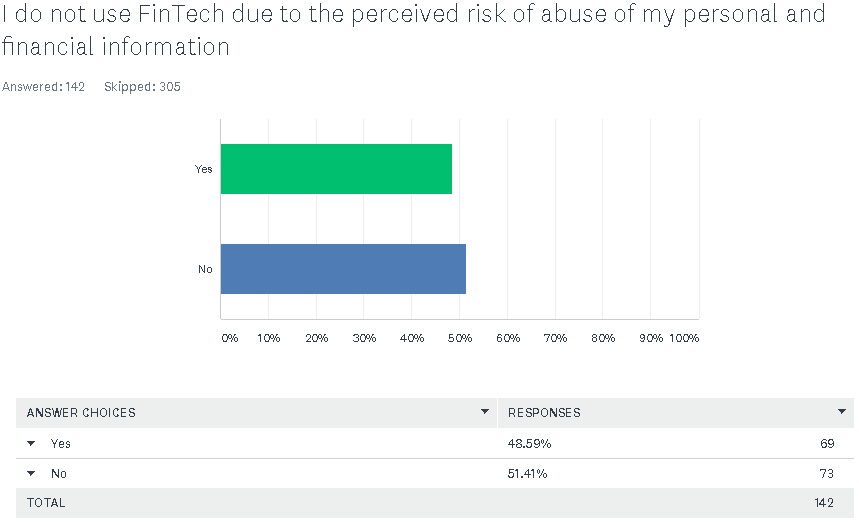 I do not use FinTech due to the perceived risk of abuse of my personal and
financial information
Answered: 142 Skipped: 305
Yes
No
0% 10% 20% 30% 40% 50% 60% 70% 80% 90% 100%
ANSWER CHOICES RESPONSES
Yes 48.59% 69
No 51.41% 73
TOTAL 142